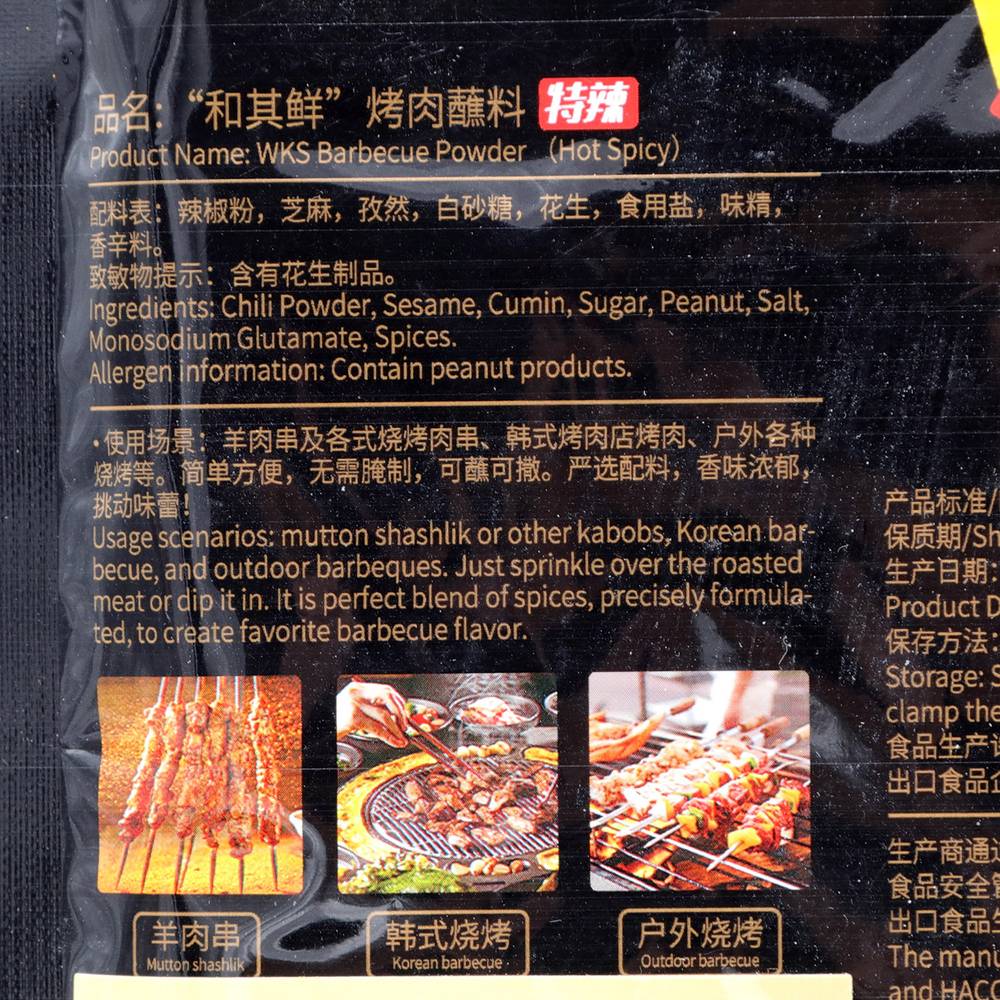 品名：“和其鲜” 烤肉蘸料 特辣
Product Name: WKS Barbecue Powder （Hot Spicy）
配料表：辣椒粉，芝麻，孜然，白砂糖，花生，食用盐，味精，
香辛料。
致敏物提示：含有花生制品。
Ingredients: Chili Powder, Sesame, Cumin, Sugar, Peanut, Salt,
Monosodium Glutamate, Spices.
Allergen information: Contain peanut products.
·使用场景：羊肉串及各式烧烤肉串、韩式烤肉店烤肉、户外各种
烧烤等。简单方便，无需腌制，可蘸可撒。严选配料，香味浓郁，
挑动味蕾！
Usage scenarios: mutton shashlik or other kabobs, Korean bar-
becue, and outdoor barbeques. Just sprinkle over the roasted
meat or dip it in. It is perfect blend of spices, precisely formula-
ted, to create favorite barbecue flavor.
羊肉串
Mutton shashlik
韩式烧烤
Korean barbecue
户外烧烤
Outdoor barbecue
产品标准/
保质期/Sh
生产日期：
Product D
保存方法：
Storage: S
clamp the
食品生产
出口食品
生产商通
食品安全
出口食品
The manu
and HACC